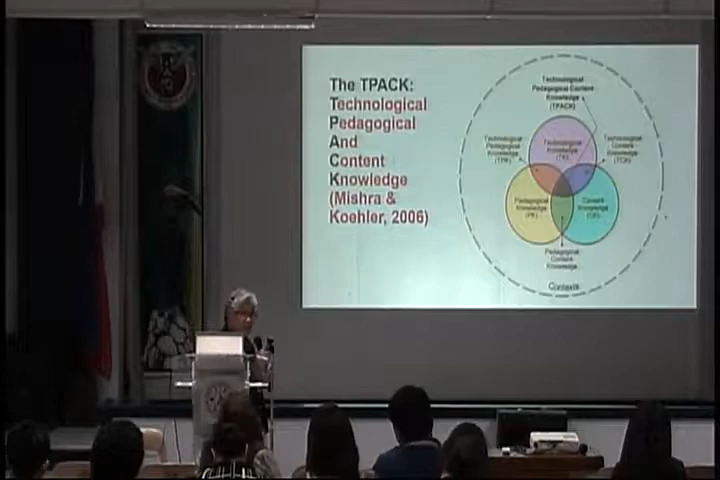 The TPACK:
Technological
Pedagogical
And
Content
Knowledge
(Mishra &
Koehler, 2006)
Technological
Pedagogical Content
Knowledge
(TPACK)
Technological
Pedagogical
Knowledge
(TPK)
Technological
Content
Knowledge
(TCK)
Technological
Knowledge
(TK)
Pedagogical
Knowledge
(PK)
Content
Knowledge
(CK)
Pedagogical
Content
Knowledge
Contexts